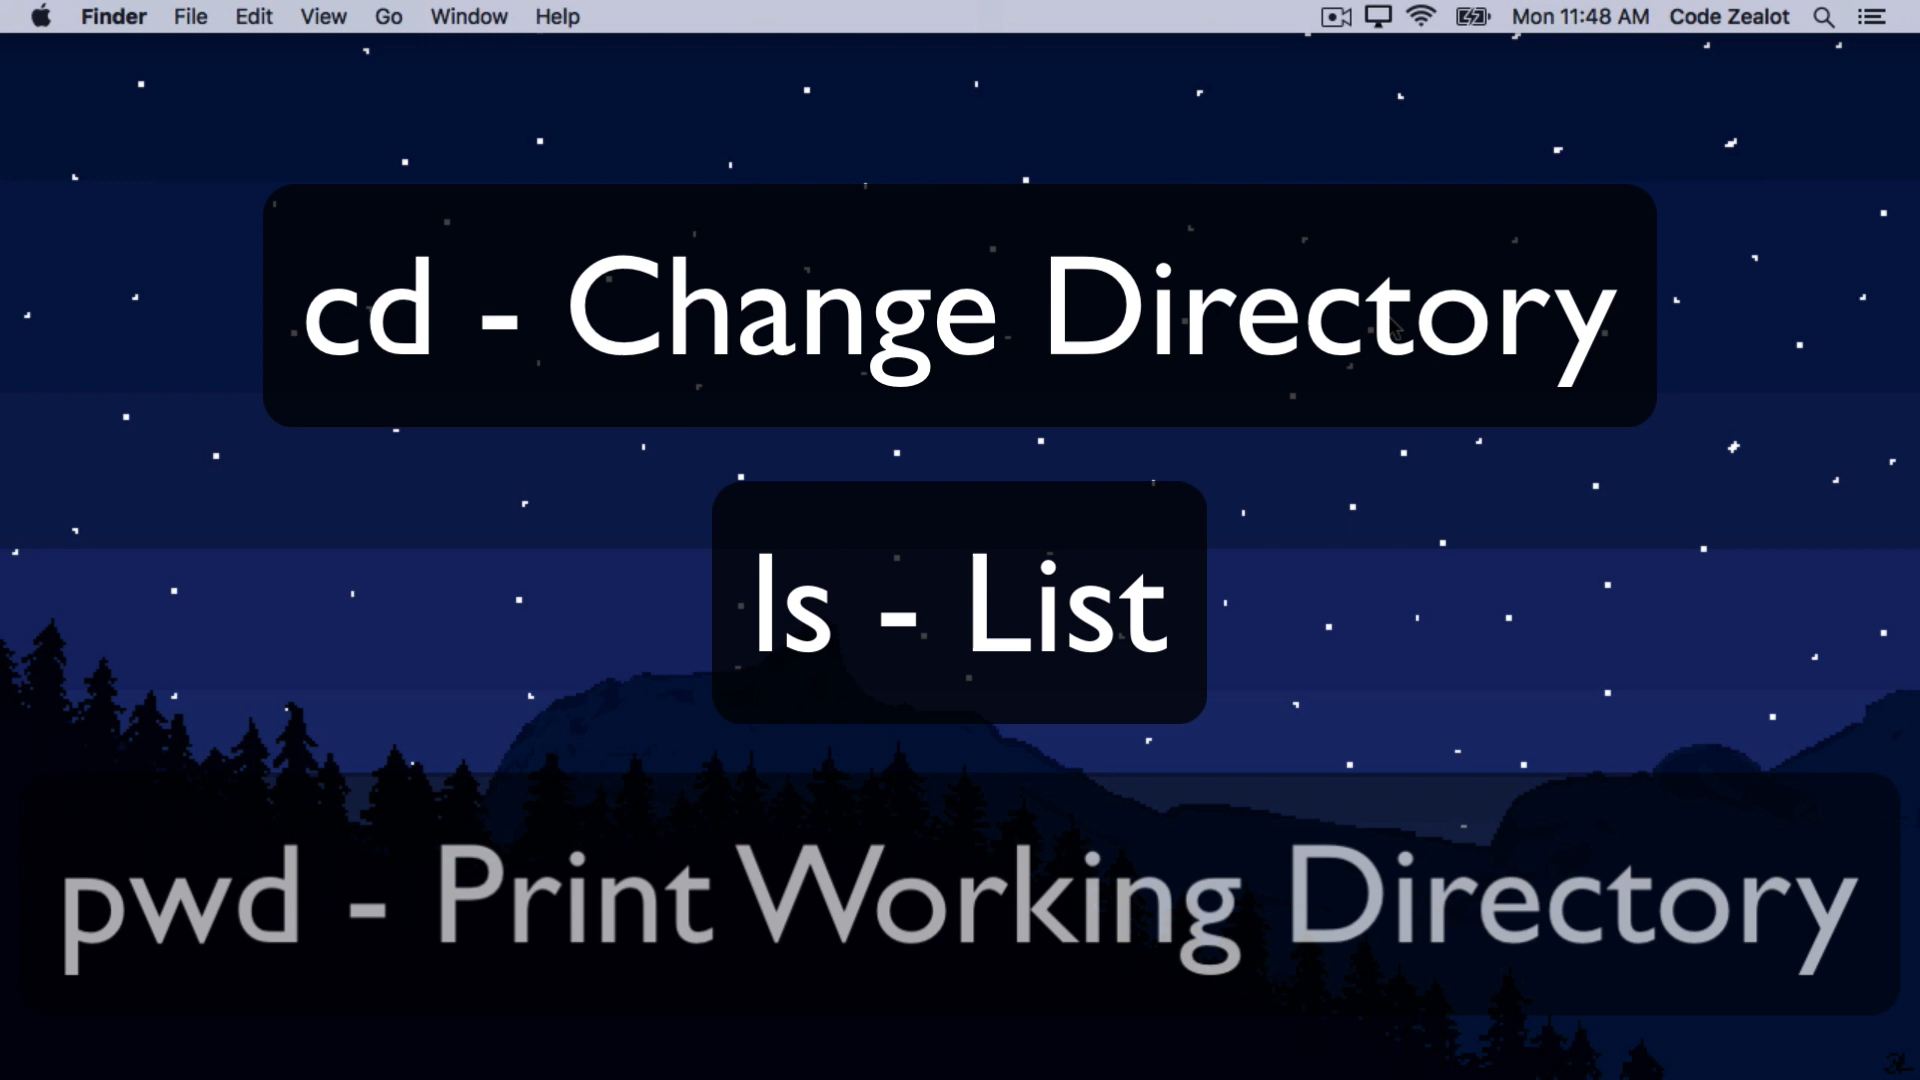 Finder File Edit View Go Window Help Mon 11:48 AM Code Zealot
cd - Change Directory
ls - List
pwd - Print Working Directory